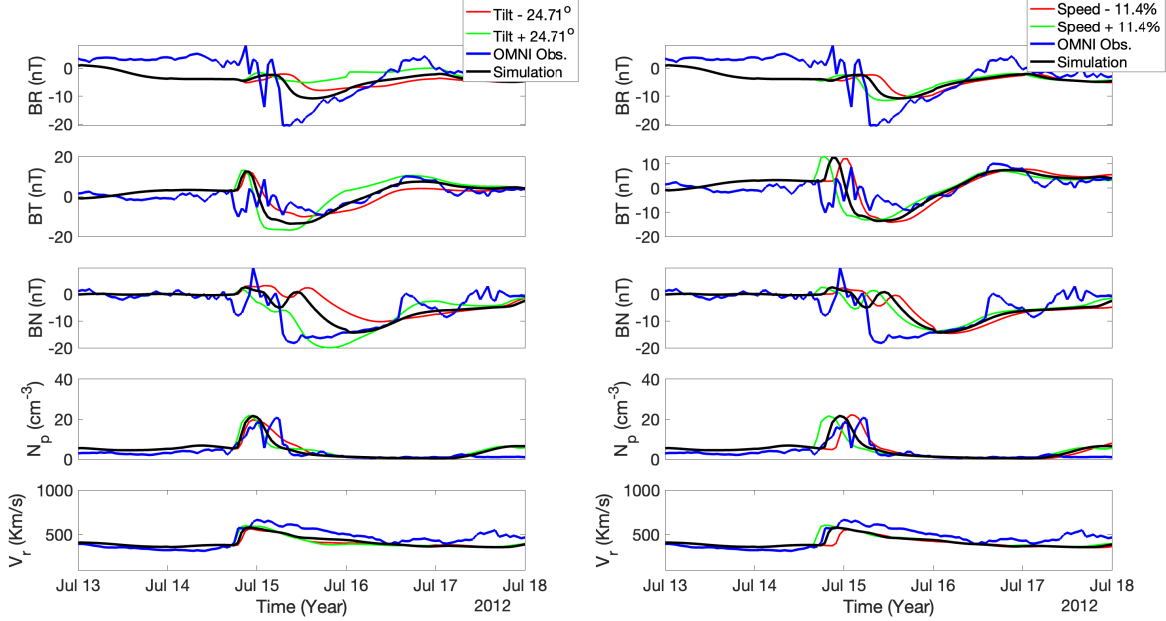 Tilt - 24.71°
Tilt + 24.71°
OMNI Obs.
Simulation
BR (nT)
0
-10
-20
BT (nT)
20
0
-20
BN (nT)
0
-10
-20
Np (cm-3)
40
20
0
Vr (Km/s)
1000
500
Jul 13
Jul 14
Jul 15
Jul 16
Jul 17
Jul 18
Time (Year)
2012
Speed - 11.4%
Speed + 11.4%
OMNI Obs.
Simulation
BR (nT)
0
-10
-20
BT (nT)
10
0
-10
-20
BN (nT)
0
-10
-20
Np (cm-3)
40
20
0
Vr (Km/s)
1000
500
Jul 13
Jul 14
Jul 15
Jul 16
Jul 17
Jul 18
Time (Year)
2012